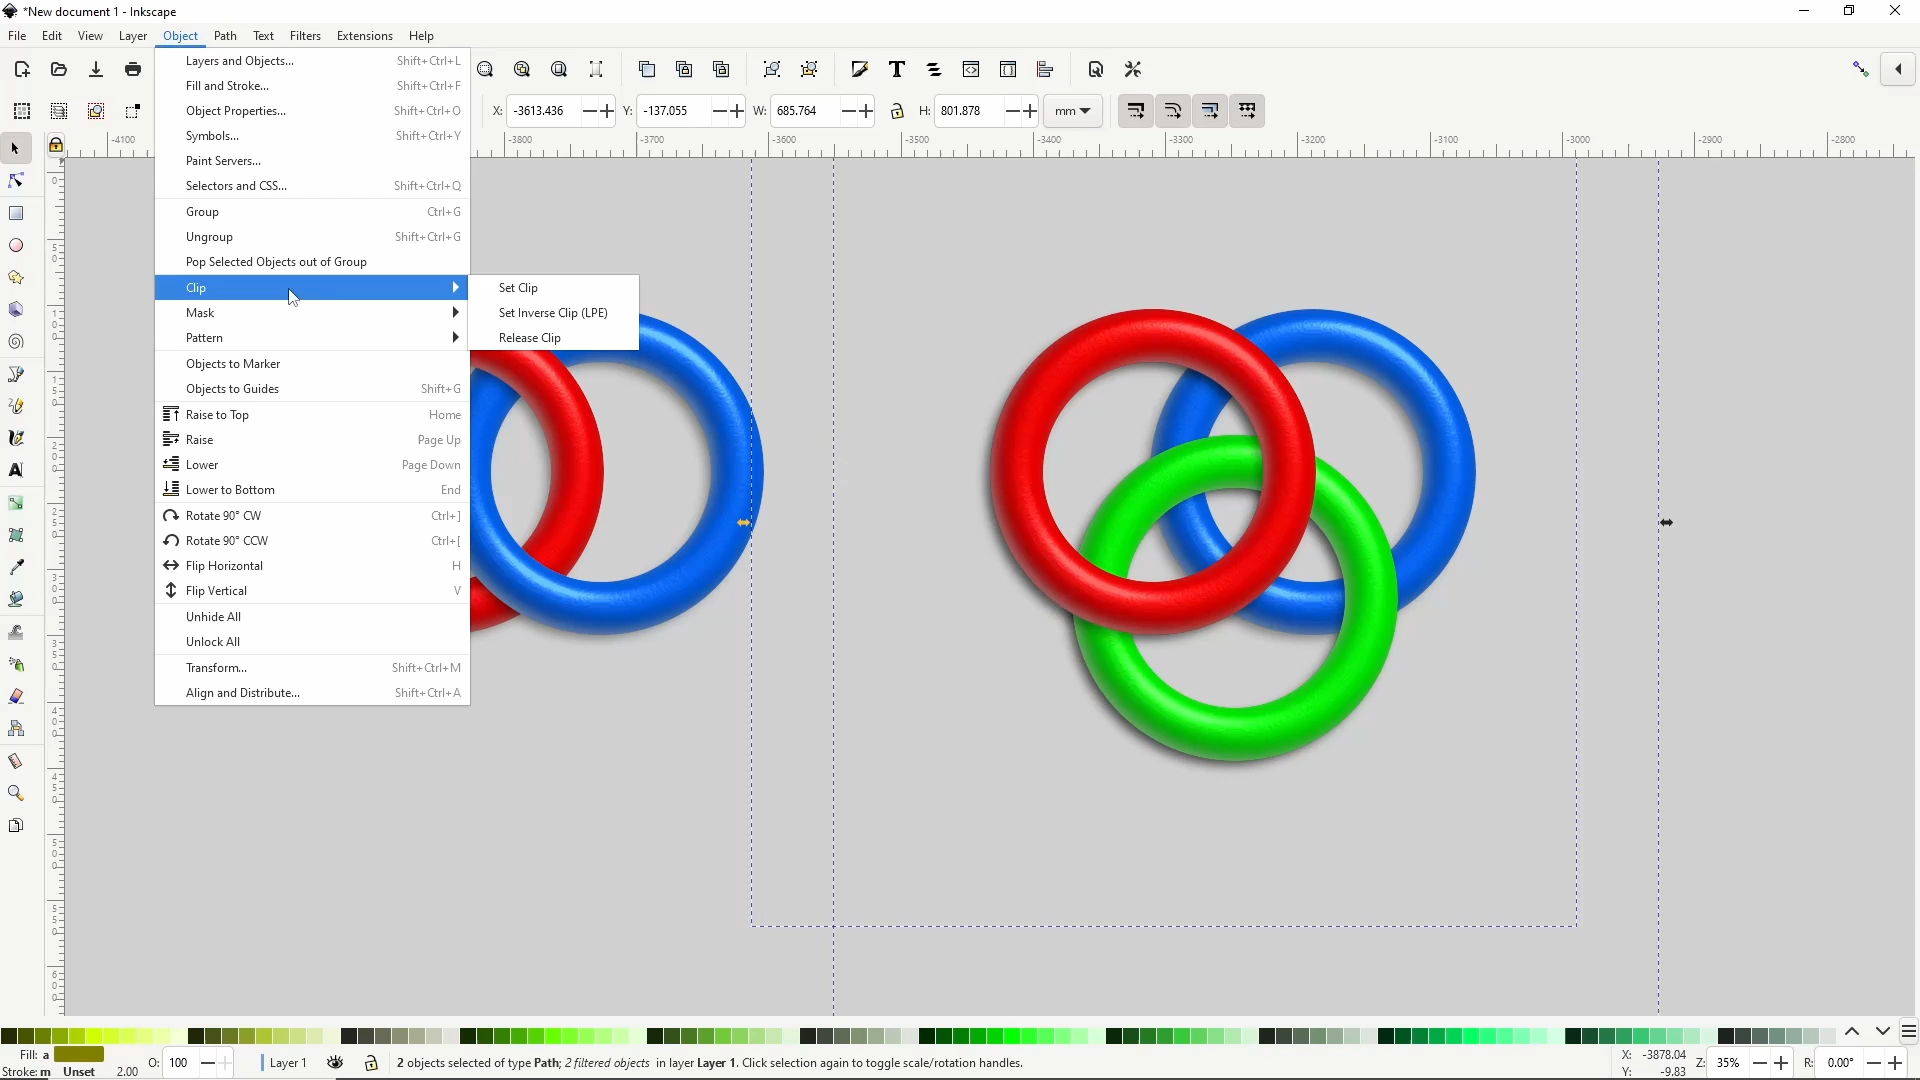 *New document 1 - Inkscape
File Edit View Layer Object Path Text Filters Extensions Help
X: -3613.436 Y: -137.055 W: 685.764 H: 801.878 mm
-4100 -3800 -3700 -3600 -3500 -3400 -3300 -3200 -3100 -3000 -2900 -2800
Layers and Objects... Shift+Ctrl+L
Fill and Stroke... Shift+Ctrl+F
Object Properties... Shift+Ctrl+O
Symbols... Shift+Ctrl+Y
Paint Servers...
Selectors and CSS... Shift+Ctrl+Q
Group Ctrl+G
Ungroup Shift+Ctrl+G
Pop Selected Objects out of Group
Clip
Mask
Pattern
Set Clip
Set Inverse Clip (LPE)
Release Clip
Objects to Marker
Objects to Guides Shift+G
Raise to Top Home
Raise Page Up
Lower Page Down
Lower to Bottom End
Rotate 90° CW Ctrl+]
Rotate 90° CCW Ctrl+[
Flip Horizontal H
Flip Vertical V
Unhide All
Unlock All
Transform... Shift+Ctrl+M
Align and Distribute... Shift+Ctrl+A
Fill: a
Stroke: m Unset 2.00
O: 100
Layer 1
2 objects selected of type Path; 2 filtered objects in layer Layer 1. Click selection again to toggle scale/rotation handles.
X: -3878.04
Y: -9.83
Z: 35%
R: 0.00°